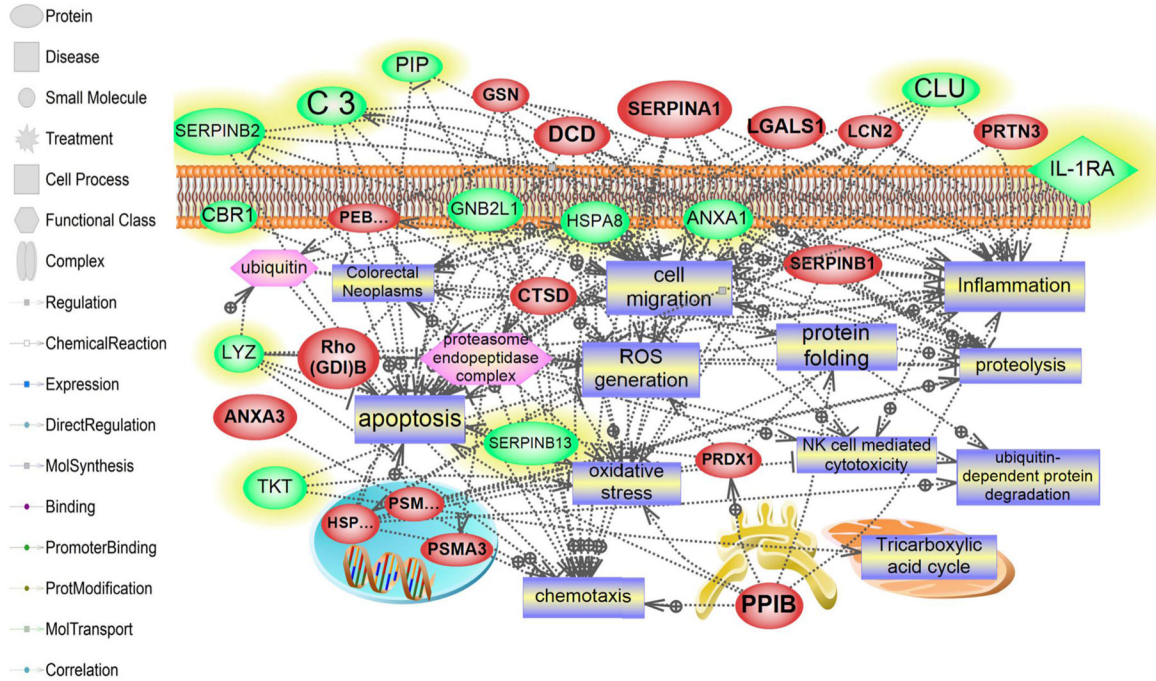 Protein
Disease
Small Molecule
Treatment
Cell Process
Functional Class
Complex
Regulation
ChemicalReaction
Expression
DirectRegulation
MolSynthesis
Binding
PromoterBinding
ProtModification
MolTransport
Correlation
PIP
C 3
GSN
SERPINB2
DCD
SERPINA1
LGALS1
LCN2
CLU
PRTN3
IL-1RA
CBR1
PEB...
GNB2L1
HSPA8
ANXA1
ubiquitin
Colorectal
Neoplasms
CTSD
cell
migration
SERPINB1
Inflammation
LYZ
Rho
(GDI)B
proteasome
endopeptidase
complex
ROS
generation
protein
folding
proteolysis
ANXA3
apoptosis
SERPINB13
oxidative
stress
PRDX1
NK cell mediated
cytotoxicity
ubiquitin-
dependent protein
degradation
TKT
HSP...
PSM...
PSMA3
chemotaxis
PPIB
Tricarboxylic
acid cycle